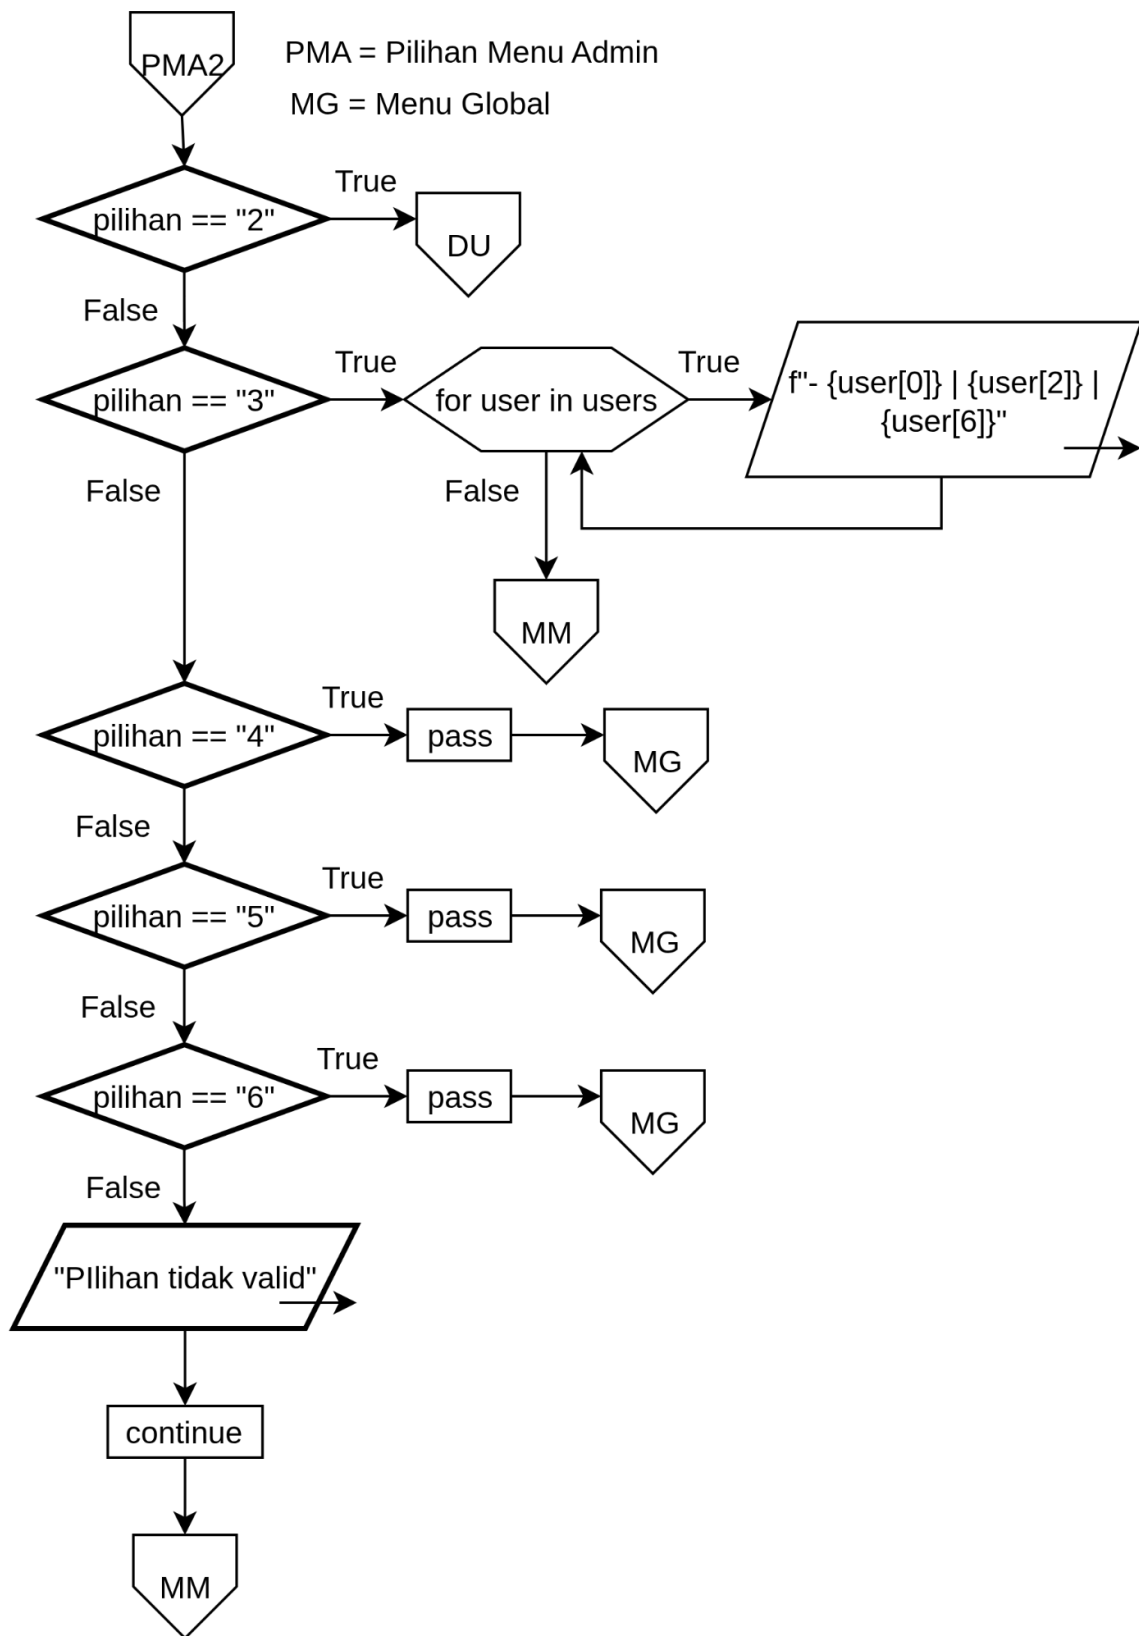 PMA2
PMA = Pilihan Menu Admin
MG = Menu Global
pilihan == "2"
True
DU
False
pilihan == "3"
True
for user in users
True
f"- {user[0]} | {user[2]} |
{user[6]}"
False
False
MM
pilihan == "4"
True
pass
MG
False
pilihan == "5"
True
pass
MG
False
pilihan == "6"
True
pass
MG
False
"PIlihan tidak valid"
continue
MM